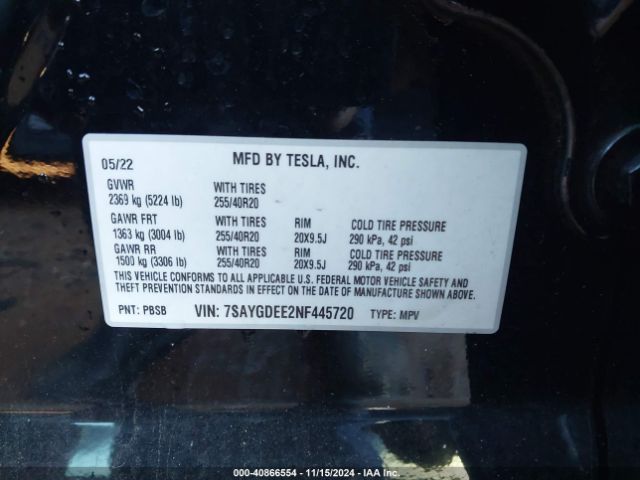 05/22 MFD BY TESLA, INC.
GVWR WITH TIRES
2369 kg (5224 lb) 255/40R20
GAWR FRT WITH TIRES RIM COLD TIRE PRESSURE
1363 kg (3004 lb) 255/40R20 20X9.5J 290 kPa, 42 psi
GAWR RR WITH TIRES RIM COLD TIRE PRESSURE
1500 kg (3306 lb) 255/40R20 20X9.5J 290 kPa, 42 psi
THIS VEHICLE CONFORMS TO ALL APPLICABLE U.S. FEDERAL MOTOR VEHICLE SAFETY AND
THEFT PREVENTION STANDARDS IN EFFECT ON THE DATE OF MANUFACTURE SHOWN ABOVE.
PNT: PBSB VIN: 7SAYGDEE2NF445720 TYPE: MPV
000-40866554 - 11/15/2024 - IAA Inc.